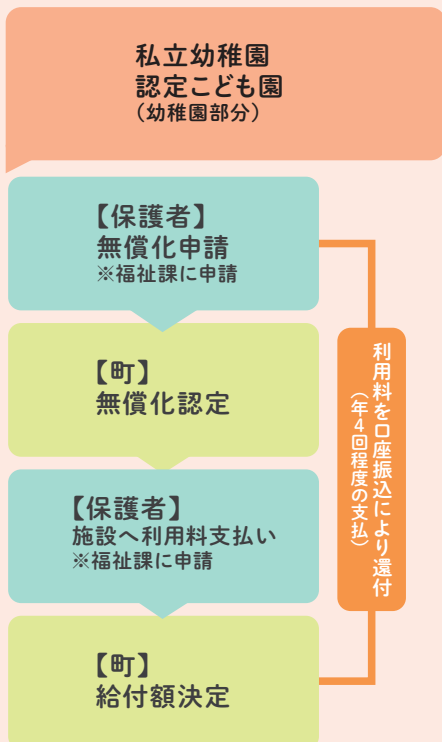 私立幼稚園
認定こども園
（幼稚園部分）
【保護者】
無償化申請
※福祉課に申請
【町】
無償化認定
【保護者】
施設へ利用料支払い
※福祉課に申請
【町】
給付額決定
利用料を口座振込により還付
（年4回程度の支払）